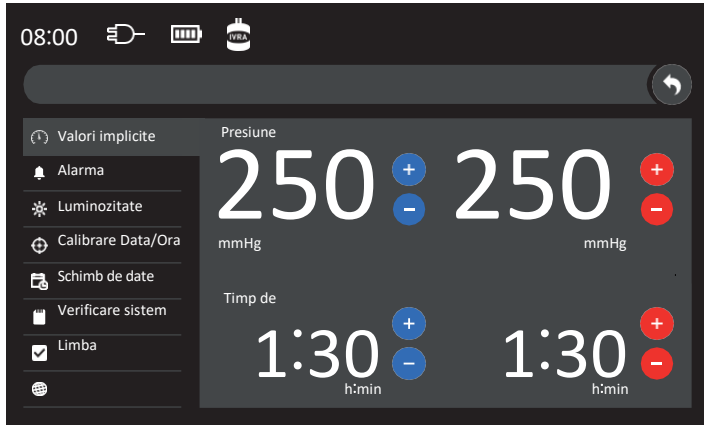 08:00 IVRA
Valori implicite
Alarma
Luminozitate
Calibrare Data/Ora
Schimb de date
Verificare sistem
Limba
Presiune
250 + - 250 + -
mmHg mmHg
Timp de
1:30 + - 1:30 + -
h:min h:min